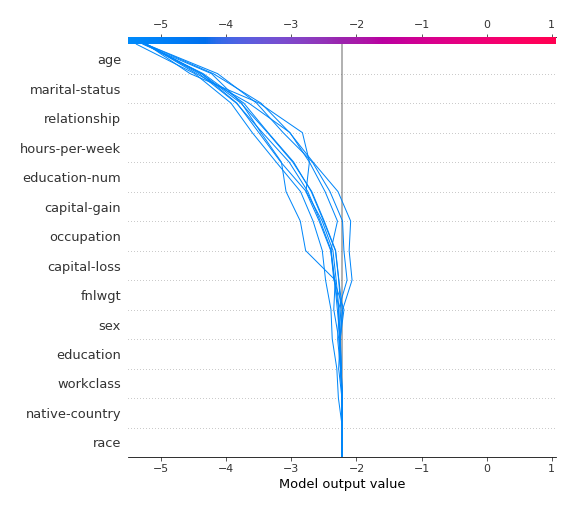 −5 −4 −3 −2 −1 0 1
age
marital-status
relationship
hours-per-week
education-num
capital-gain
occupation
capital-loss
fnlwgt
sex
education
workclass
native-country
race
−5 −4 −3 −2 −1 0 1
Model output value